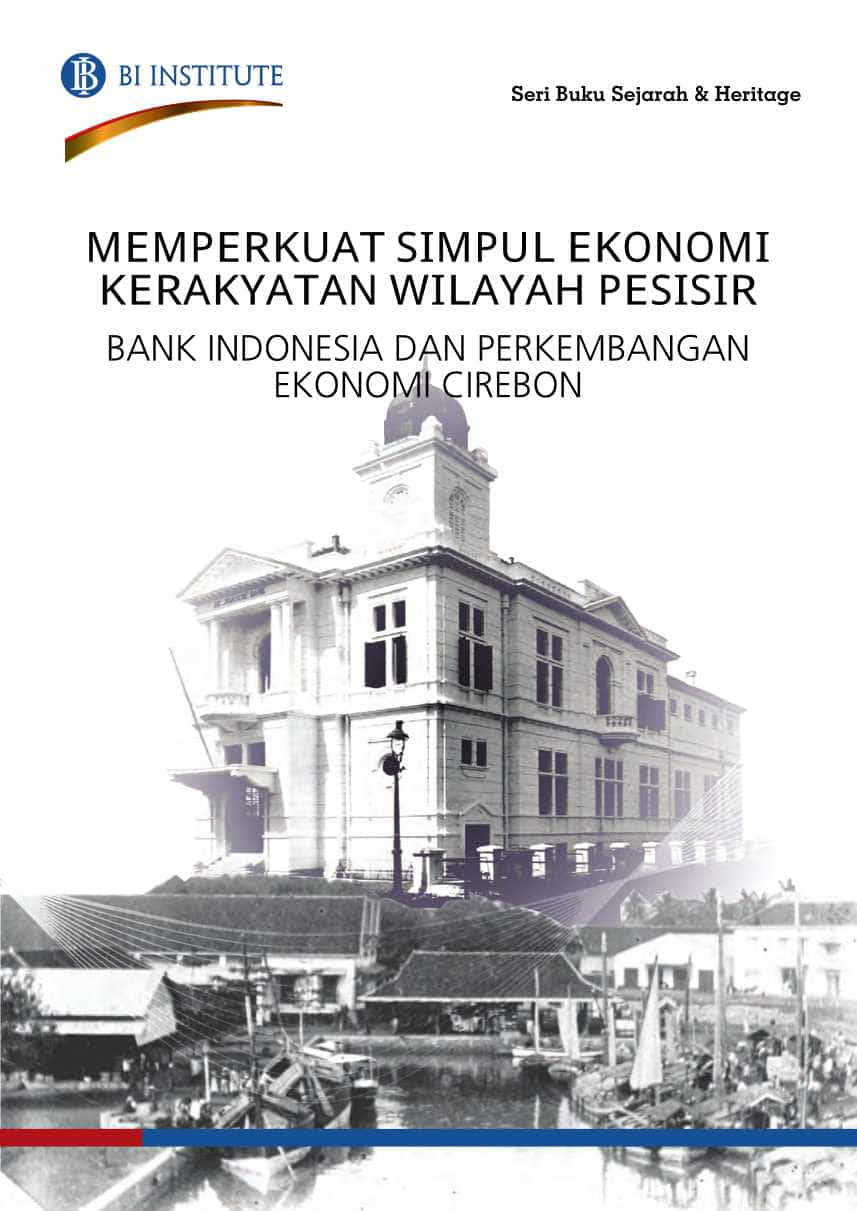 BI INSTITUTE
Seri Buku Sejarah & Heritage
MEMPERKUAT SIMPUL EKONOMI
KERAKYATAN WILAYAH PESISIR
BANK INDONESIA DAN PERKEMBANGAN
EKONOMI CIREBON